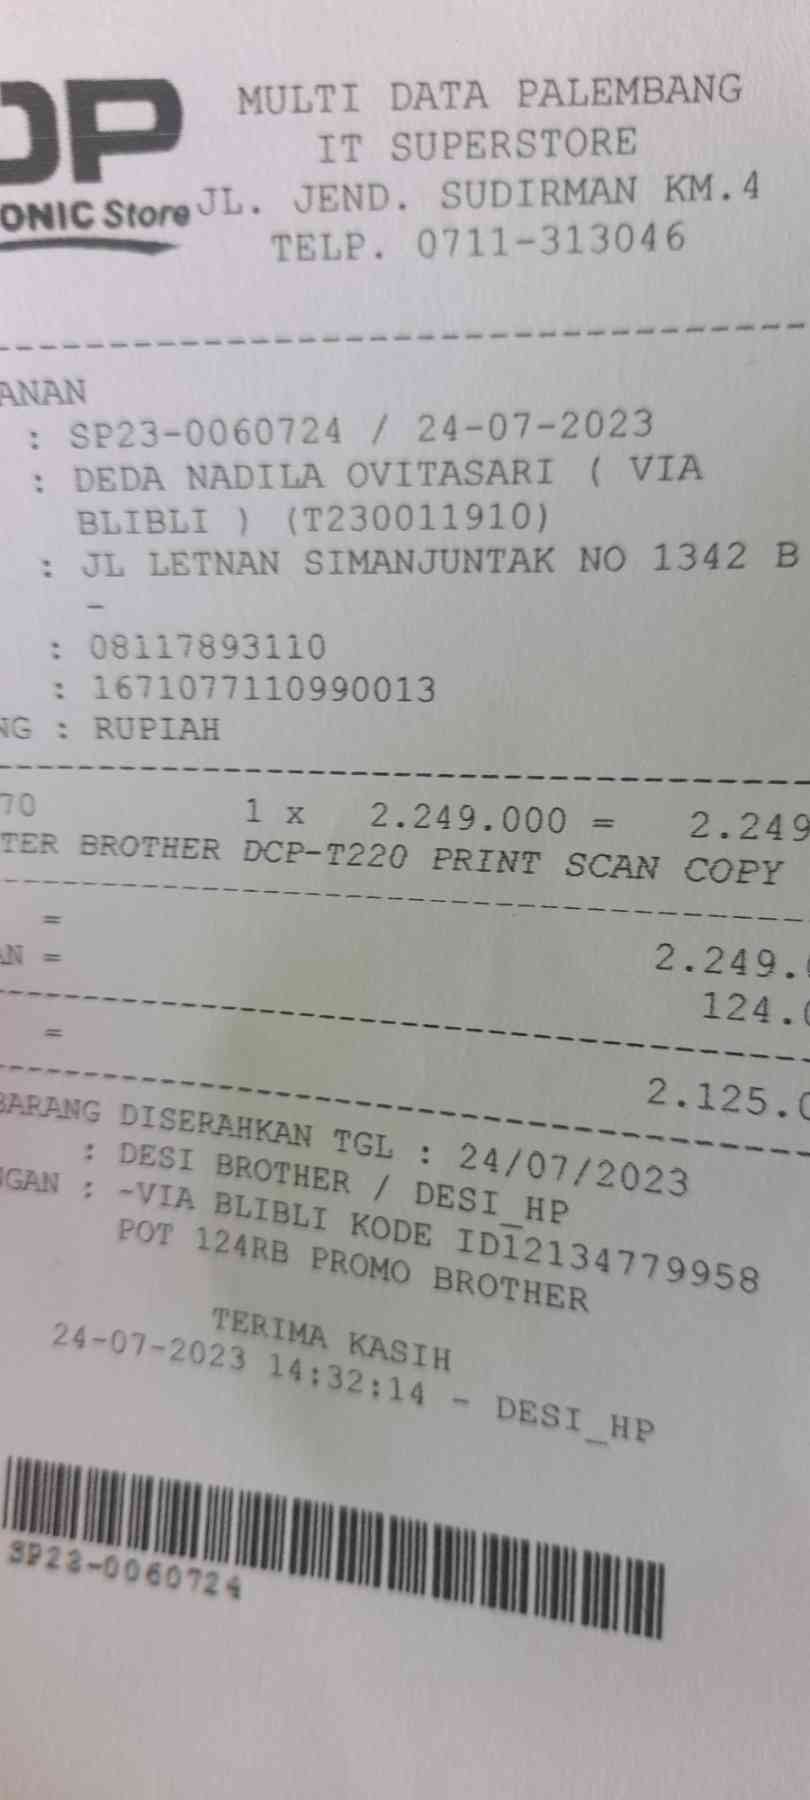 DP
ONIC Store
MULTI DATA PALEMBANG
IT SUPERSTORE
JL. JEND. SUDIRMAN KM.4
TELP. 0711-313046
ANAN
: SP23-0060724 / 24-07-2023
: DEDA NADILA OVITASARI ( VIA
BLIBLI ) (T230011910)
: JL LETNAN SIMANJUNTAK NO 1342 B
-
: 08117893110
: 1671077110990013
NG : RUPIAH
70 1 x 2.249.000 = 2.249
TER BROTHER DCP-T220 PRINT SCAN COPY
= 2.249.
AN = 124.0
= 2.125.0
BARANG DISERAHKAN TGL : 24/07/2023
: DESI BROTHER / DESI_HP
NGAN : ~VIA BLIBLI KODE ID12134779958
POT 124RB PROMO BROTHER
TERIMA KASIH
24-07-2023 14:32:14 - DESI_HP
SP23-0060724